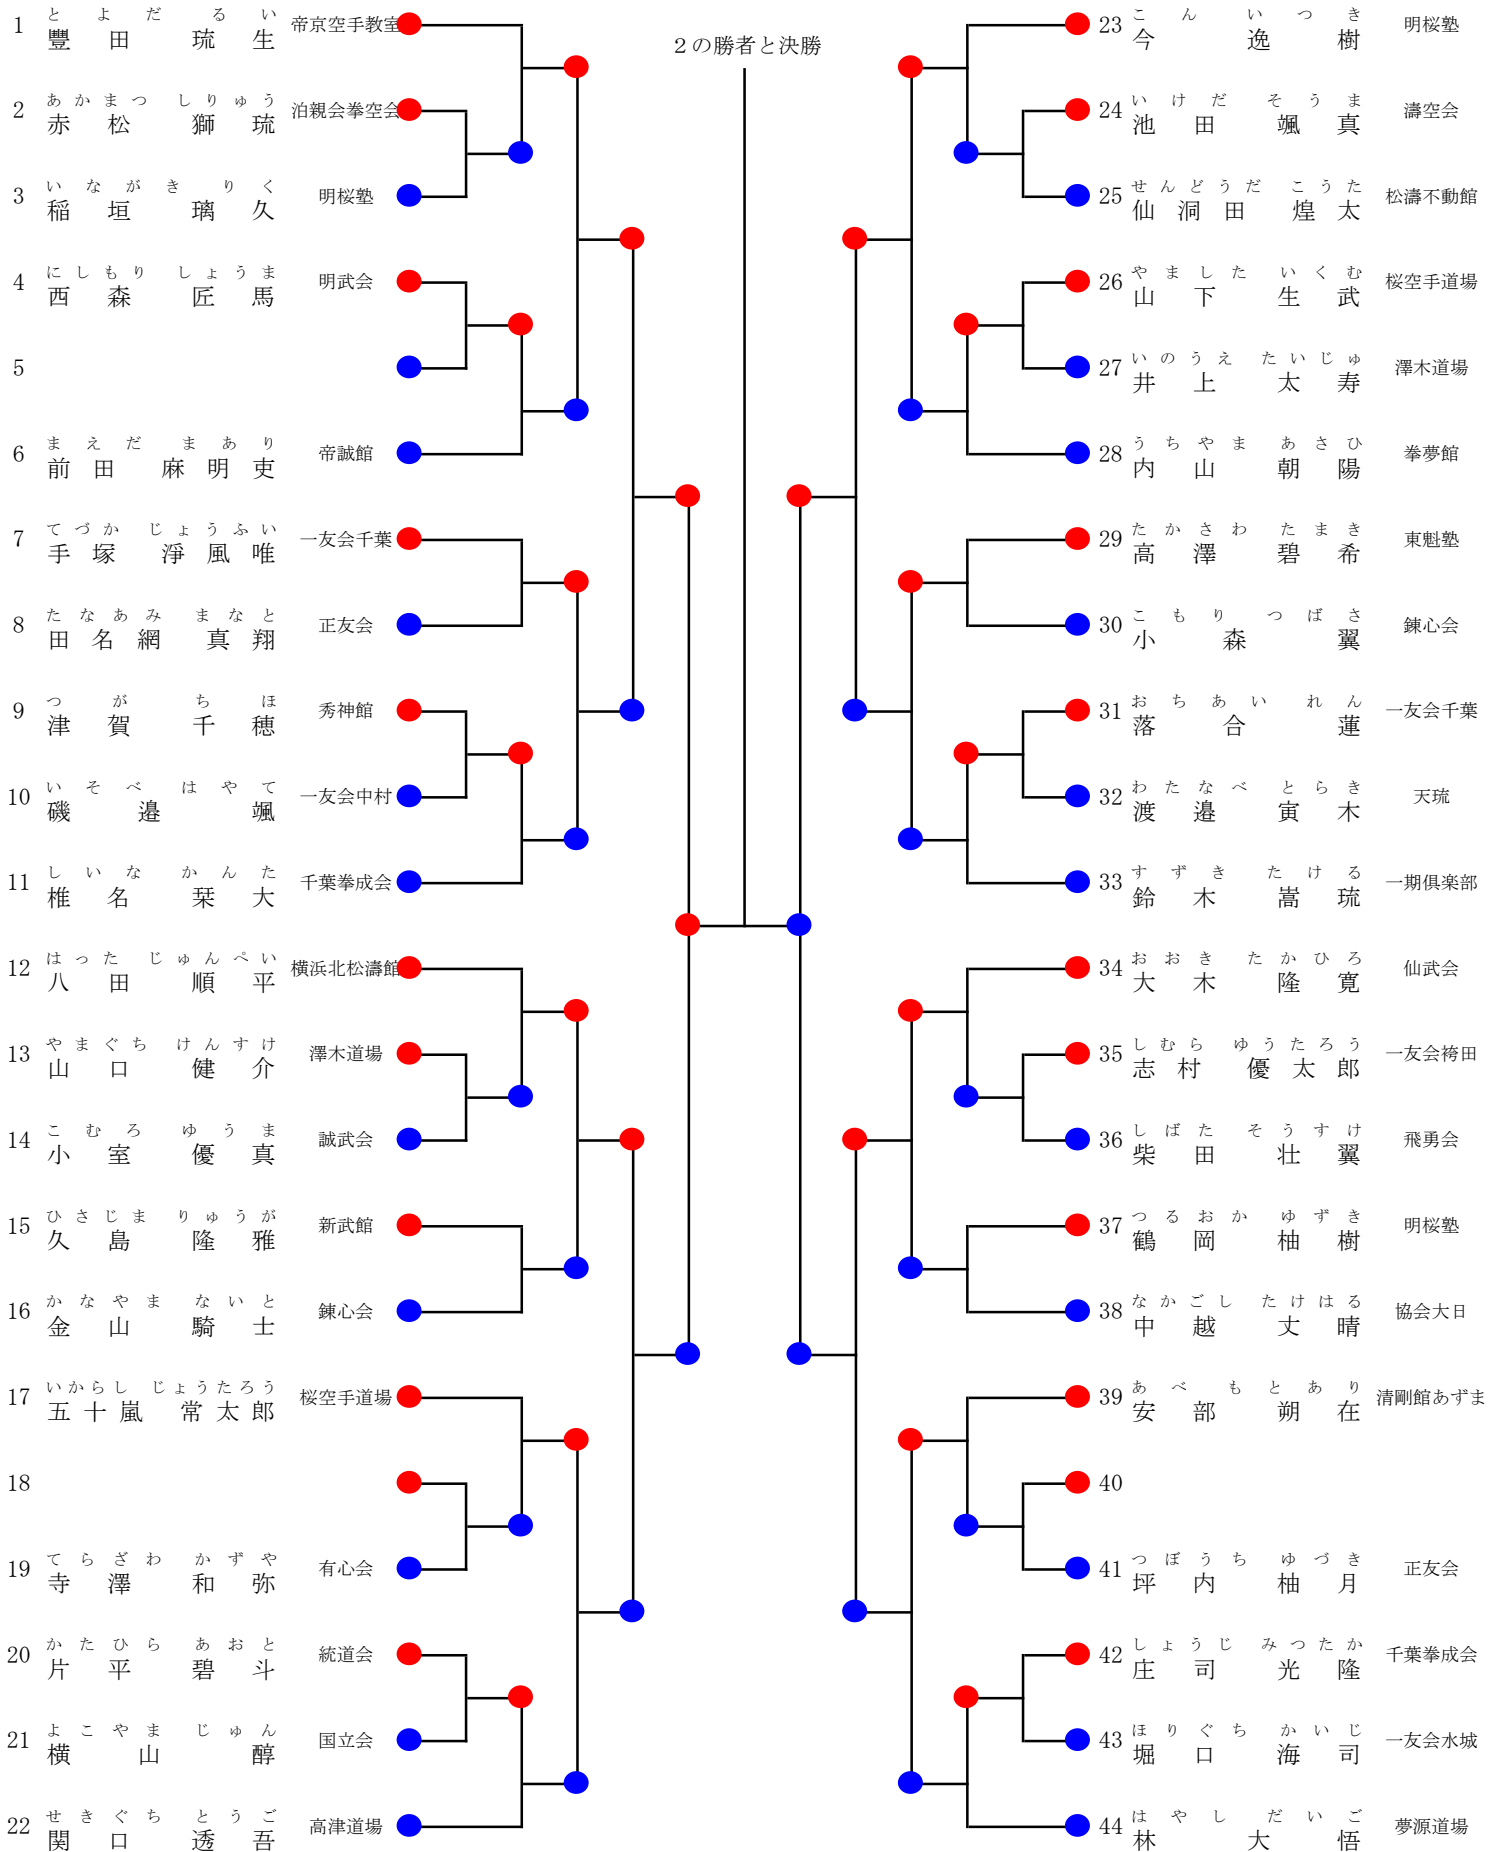 ２の勝者と決勝
とよだ るい
1 豐田 琉生 帝京空手教室
あかまつ しりゅう
2 赤松 獅琉 泊親会拳空会
いながき りく
3 稲垣 璃久 明桜塾
にしもり しょうま
4 西森 匠馬 明武会
5
まえだ まあり
6 前田 麻明吏 帝誠館
てづか じょうふい
7 手塚 淨風唯 一友会千葉
たなあみ まなと
8 田名網 真翔 正友会
つが ちほ
9 津賀 千穂 秀神館
いそべ はやて
10 磯邉 颯 一友会中村
しいな かんた
11 椎名 栞大 千葉拳成会
はった じゅんぺい
12 八田 順平 横浜北松濤館
やまぐち けんすけ
13 山口 健介 澤木道場
こむろ ゆうま
14 小室 優真 誠武会
ひさじま りゅうが
15 久島 隆雅 新武館
かなやま ないと
16 金山 騎士 錬心会
いからし じょうたろう
17 五十嵐 常太郎 桜空手道場
18
てらざわ かずや
19 寺澤 和弥 有心会
かたひら あおと
20 片平 碧斗 統道会
よこやま じゅん
21 横山 醇 国立会
せきぐち とうご
22 関口 透吾 高津道場
こん いつき
23 今 逸樹 明桜塾
いけだ そうま
24 池田 颯真 濤空会
せんどうだ こうた
25 仙洞田 煌太 松濤不動館
やました いくむ
26 山下 生武 桜空手道場
いのうえ たいじゅ
27 井上 太寿 澤木道場
うちやま あさひ
28 内山 朝陽 拳夢館
たかさわ たまき
29 高澤 碧希 東魁塾
こもり つばさ
30 小森 翼 錬心会
おちあい れん
31 落合 蓮 一友会千葉
わたなべ とらき
32 渡邉 寅木 天琉
すずき たける
33 鈴木 嵩琉 一期倶楽部
おおき たかひろ
34 大木 隆寛 仙武会
しむら ゆうたろう
35 志村 優太郎 一友会袴田
しばた そうすけ
36 柴田 壮翼 飛勇会
つるおか ゆずき
37 鶴岡 柚樹 明桜塾
なかごし たけはる
38 中越 丈晴 協会大日
あべ もとあり
39 安部 朔在 清剛館あずま
40
つぼうち ゆづき
41 坪内 柚月 正友会
しょうじ みつたか
42 庄司 光隆 千葉拳成会
ほりぐち かいじ
43 堀口 海司 一友会水城
はやし だいご
44 林 大悟 夢源道場